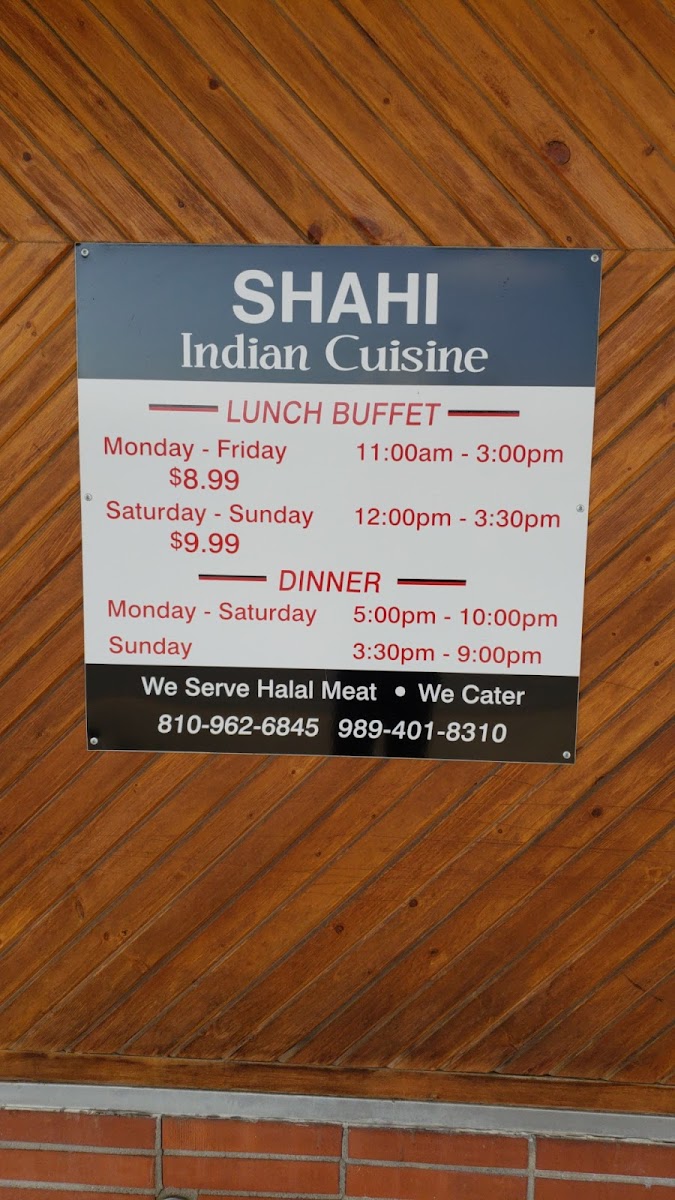 SHAHI
Indian Cuisine
LUNCH BUFFET
Monday - Friday 11:00am - 3:00pm
$8.99
Saturday - Sunday 12:00pm - 3:30pm
$9.99
DINNER
Monday - Saturday 5:00pm - 10:00pm
Sunday 3:30pm - 9:00pm
We Serve Halal Meat • We Cater
810-962-6845 989-401-8310